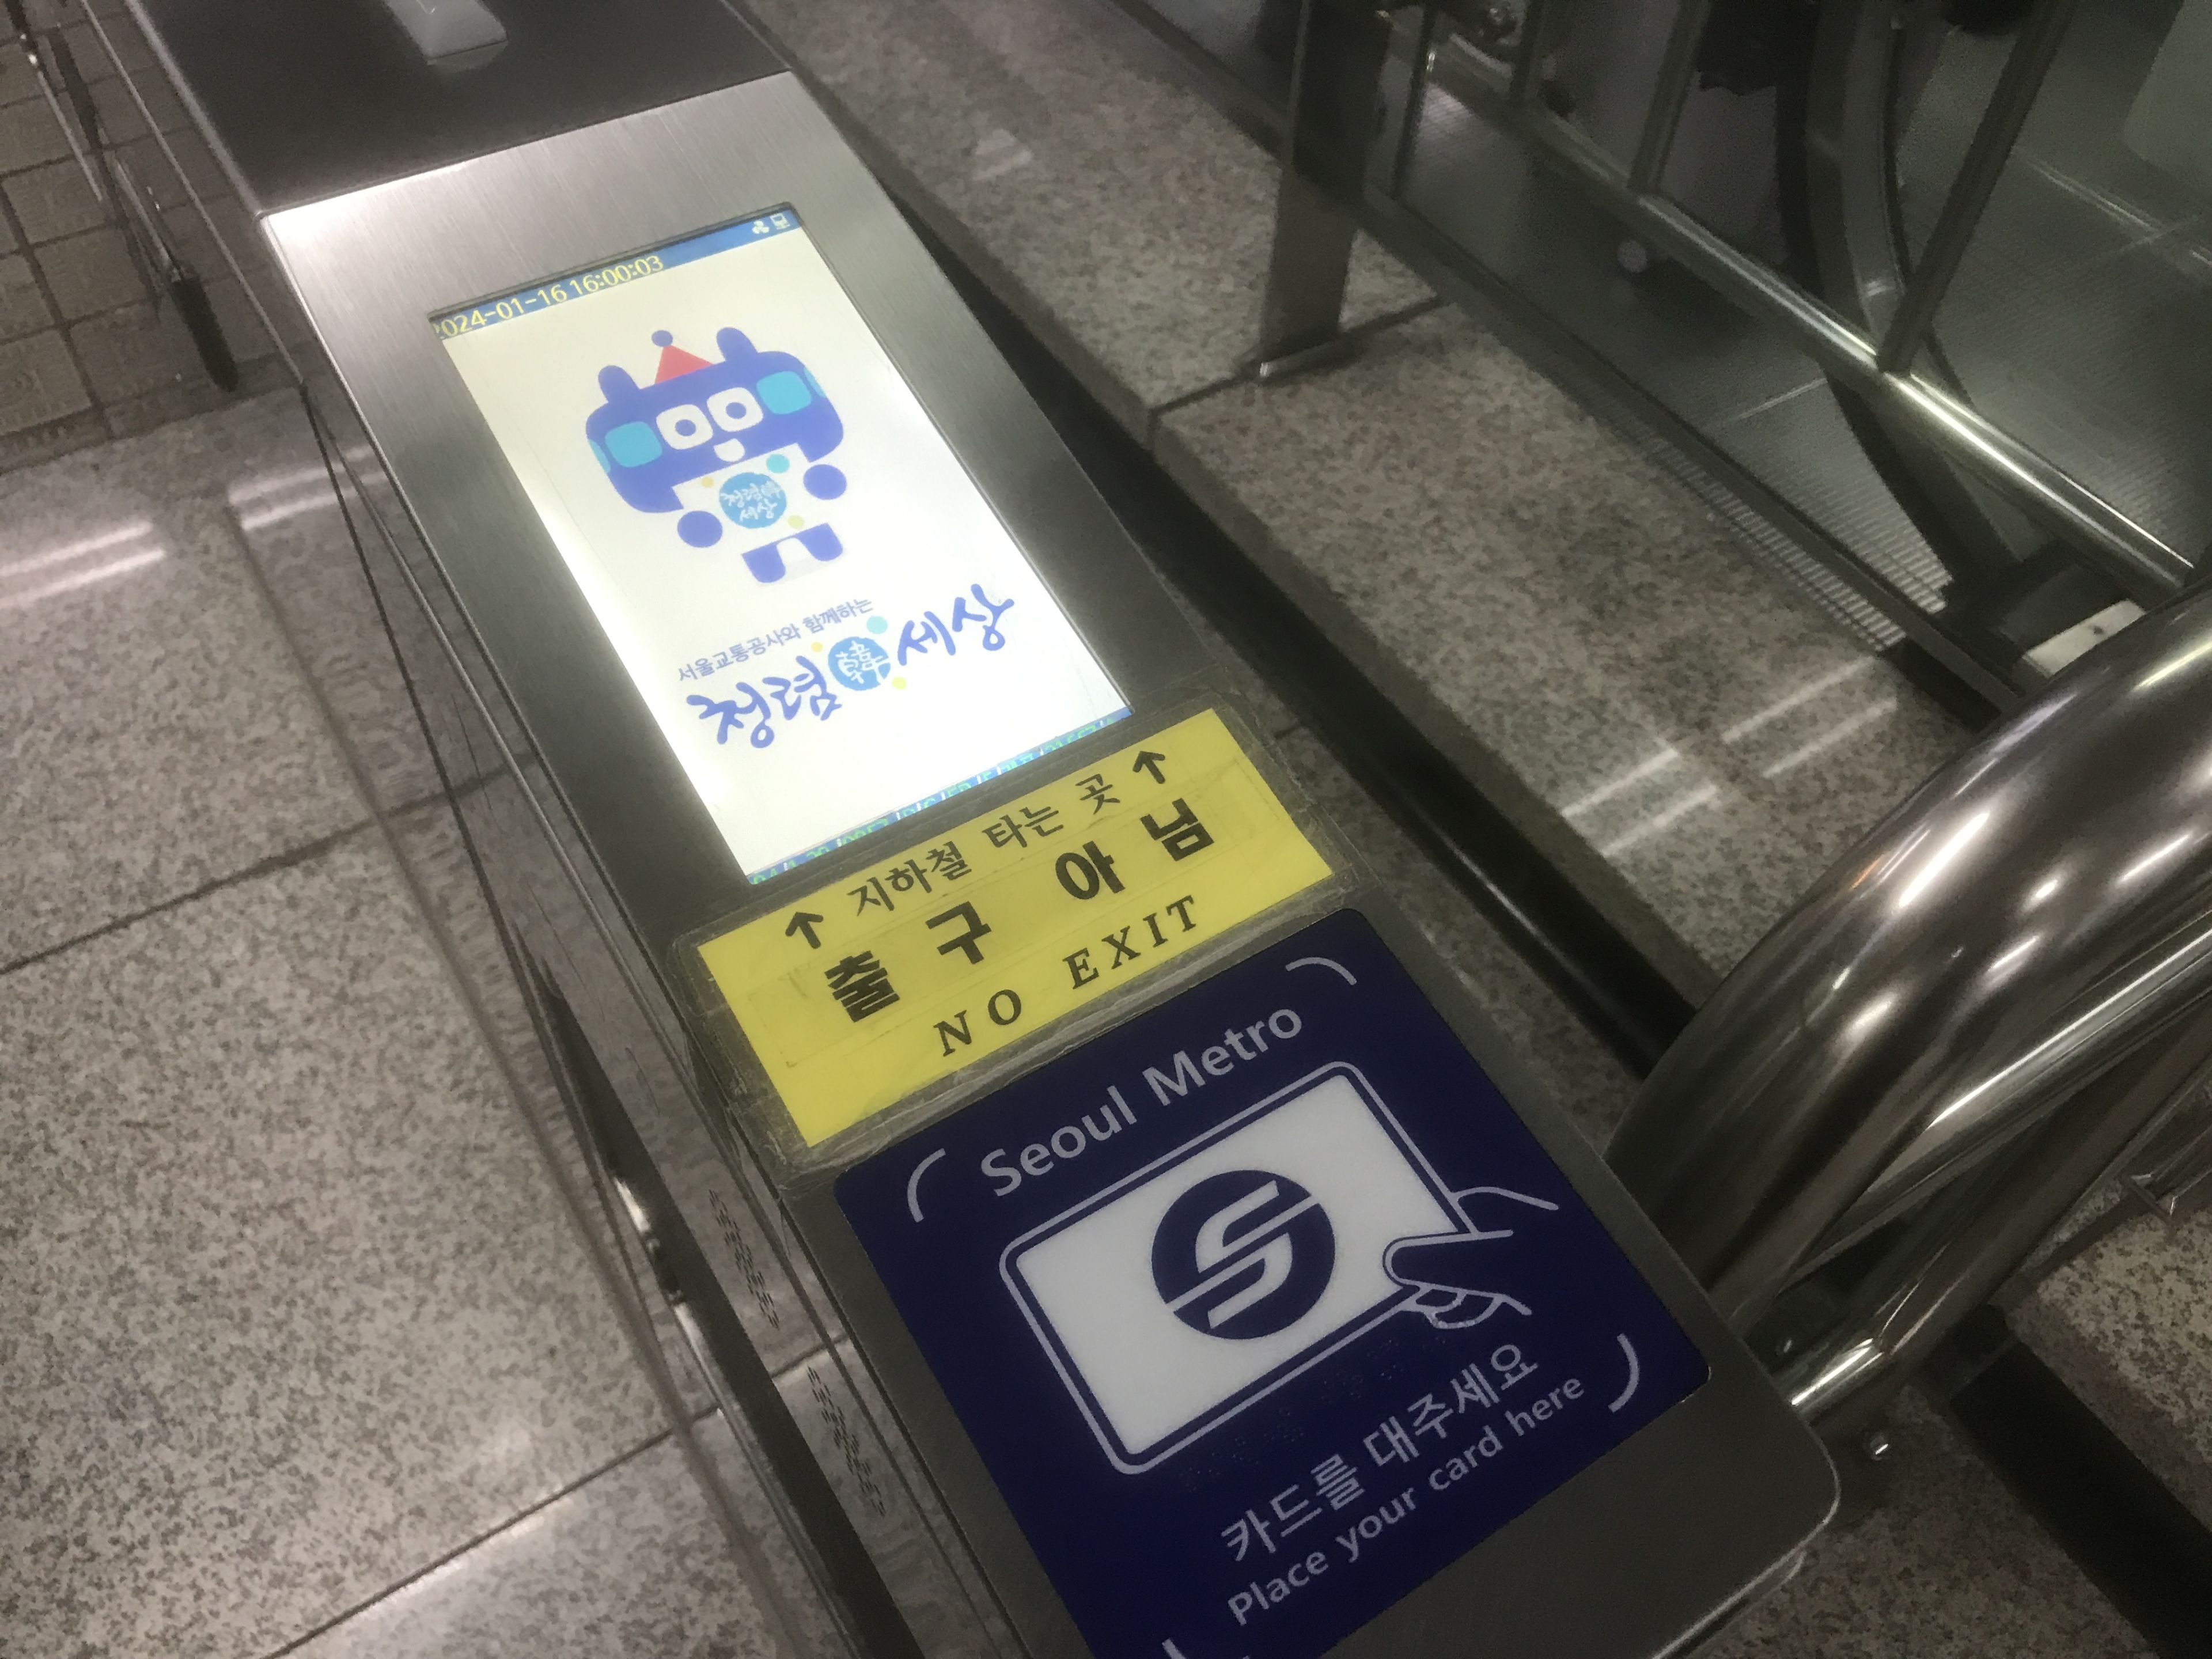 2024-01-16 16:00:03
청렴韓
세상
서울교통공사와 함께하는
청렴韓세상
↑ 지하철 타는 곳 ↑
출구 아님
NO EXIT
Seoul Metro
카드를 대주세요
Place your card here